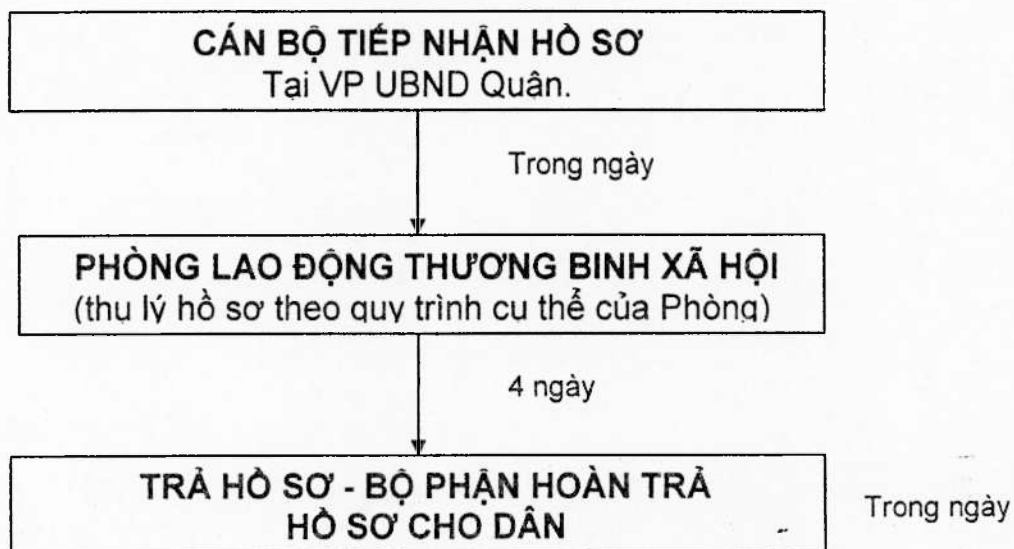 CÁN BỘ TIẾP NHẬN HỒ SƠ
Tại VP UBND Quân.
Trong ngày
PHÒNG LAO ĐỘNG THƯƠNG BINH XÃ HỘI
(thụ lý hồ sơ theo quy trình cụ thể của Phòng)
4 ngày
TRẢ HỒ SƠ - BỘ PHẬN HOÀN TRẢ
HỒ SƠ CHO DÂN
Trong ngày